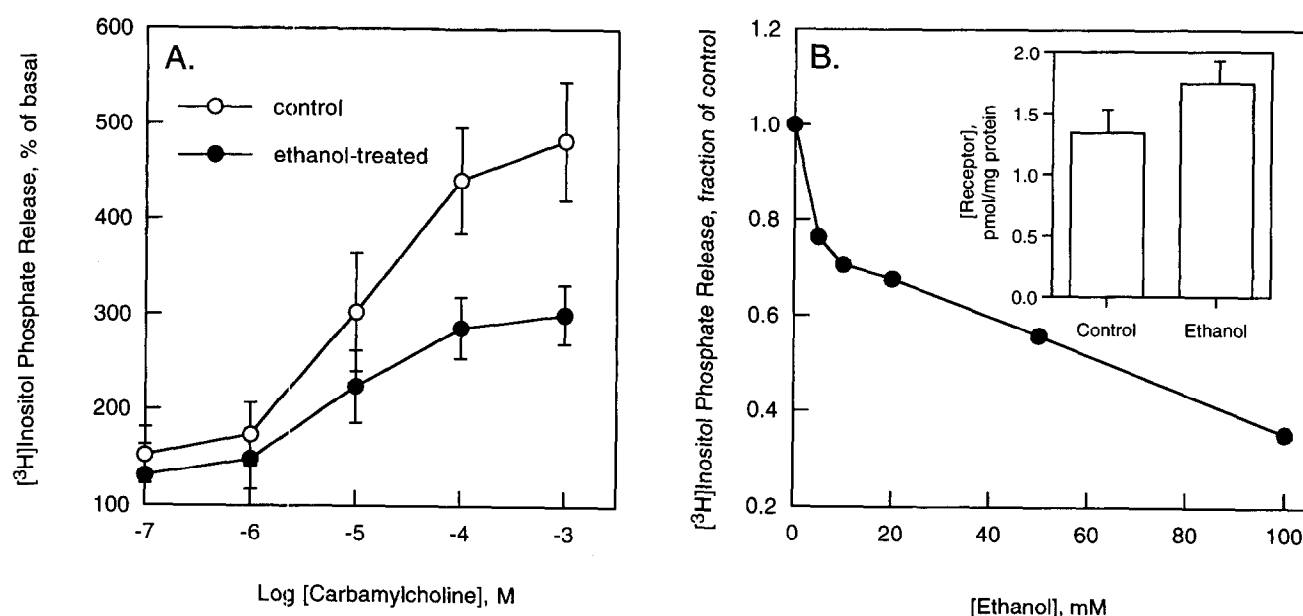 A.
control
ethanol-treated
[³H]Inositol Phosphate Release, % of basal
600
500
400
300
200
100
-7 -6 -5 -4 -3
Log [Carbamylcholine], M
B.
[³H]Inositol Phosphate Release, fraction of control
1.2
1.0
0.8
0.6
0.4
0.2
0 20 40 60 80 100
[Ethanol], mM
[Receptor],
pmol/mg protein
2.0
1.5
1.0
0.5
0.0
Control Ethanol